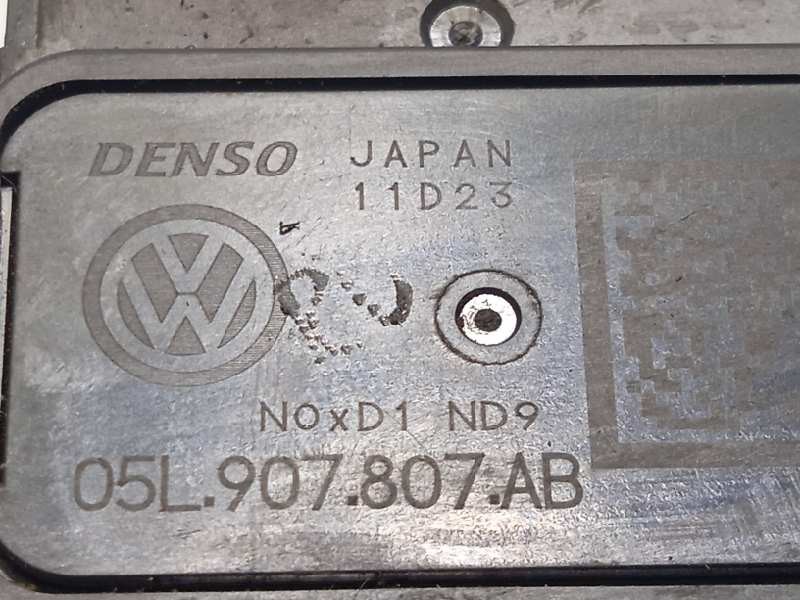 DENSO JAPAN
11D23
NOxD1 ND9
05L.907.807.AB